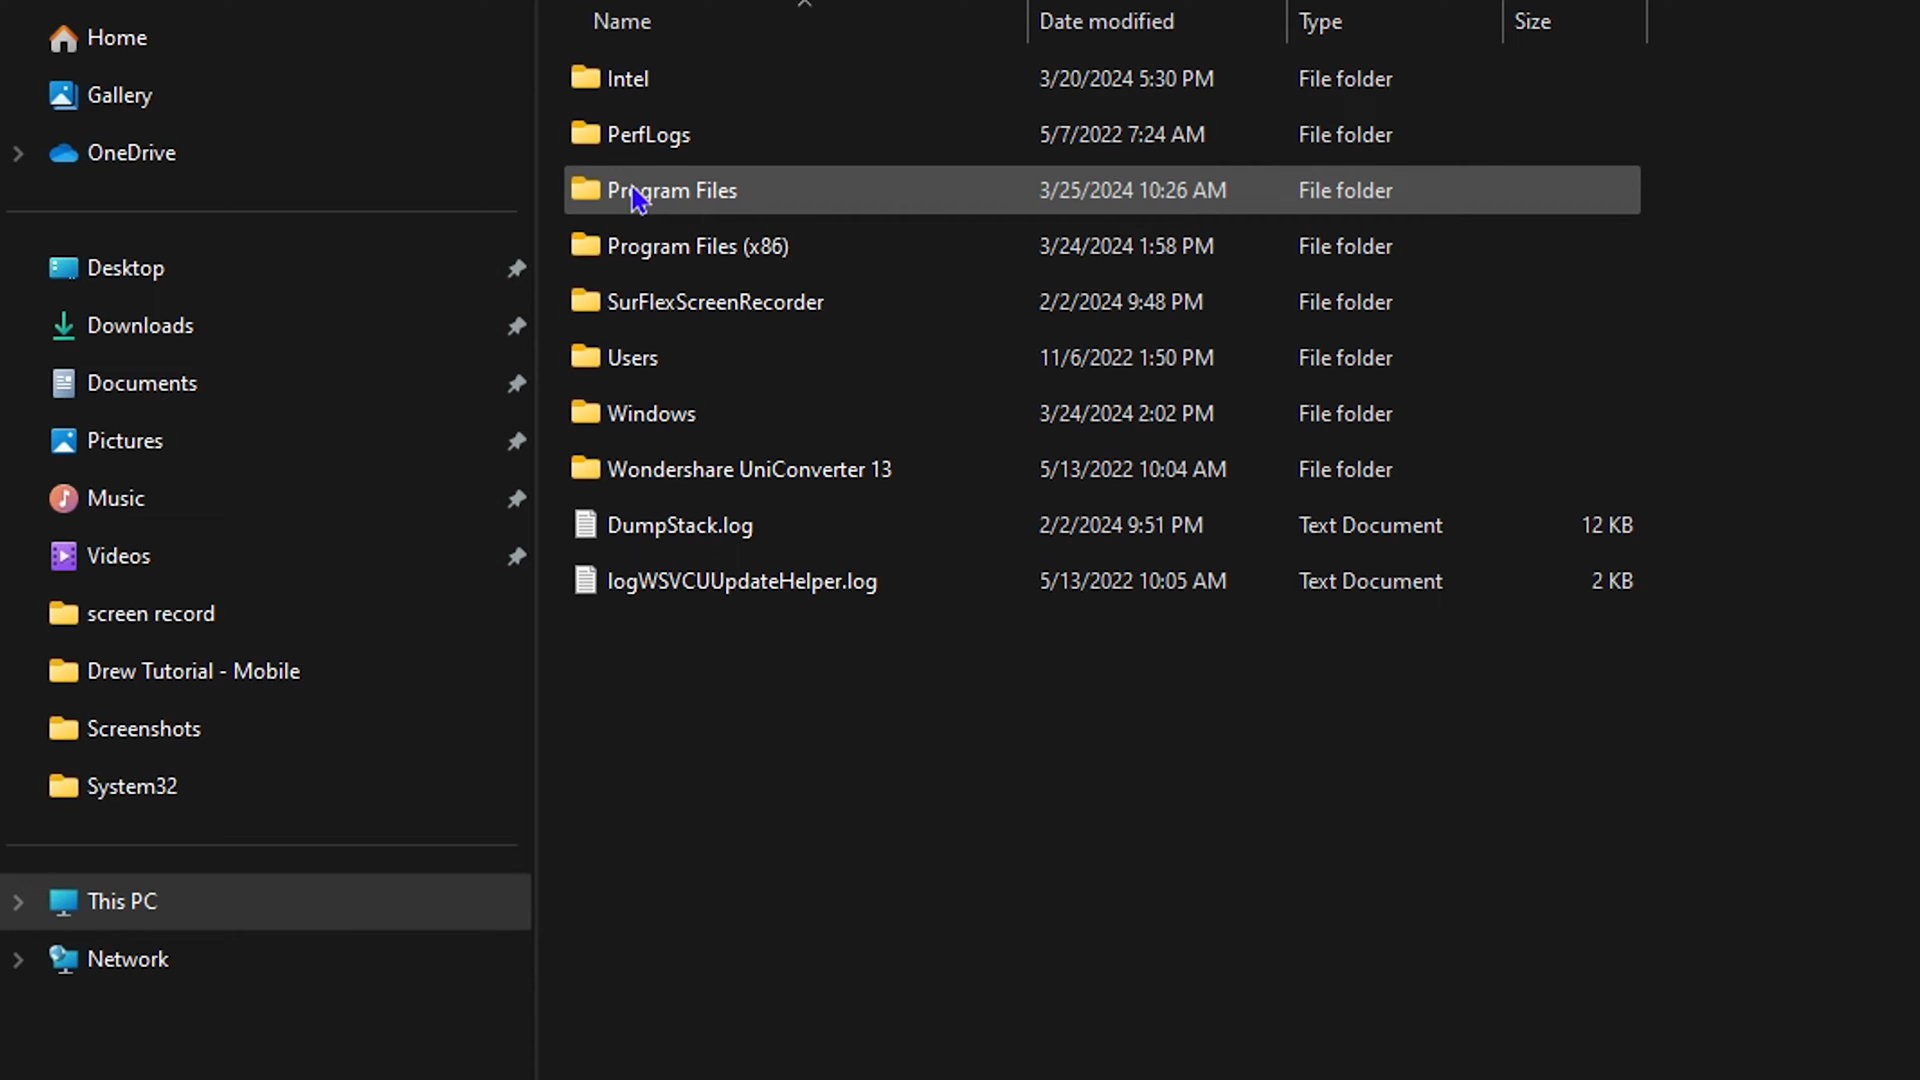 Home
Gallery
OneDrive
Desktop
Downloads
Documents
Pictures
Music
Videos
screen record
Drew Tutorial - Mobile
Screenshots
System32
This PC
Network
Name Date modified Type Size
Intel 3/20/2024 5:30 PM File folder
PerfLogs 5/7/2022 7:24 AM File folder
Program Files 3/25/2024 10:26 AM File folder
Program Files (x86) 3/24/2024 1:58 PM File folder
SurFlexScreenRecorder 2/2/2024 9:48 PM File folder
Users 11/6/2022 1:50 PM File folder
Windows 3/24/2024 2:02 PM File folder
Wondershare UniConverter 13 5/13/2022 10:04 AM File folder
DumpStack.log 2/2/2024 9:51 PM Text Document 12 KB
logWSVCUUpdateHelper.log 5/13/2022 10:05 AM Text Document 2 KB